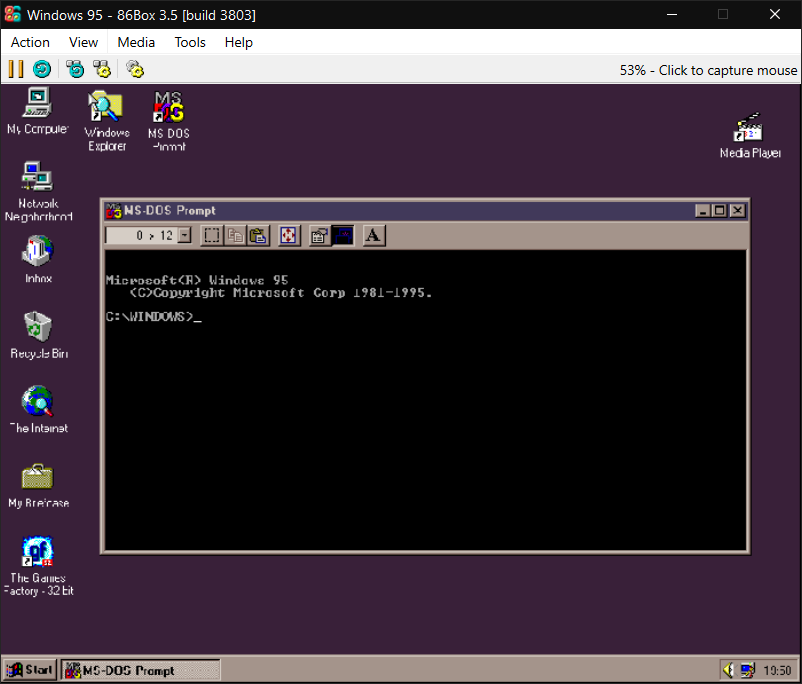 Windows 95 - 86Box 3.5 [build 3803]
Action View Media Tools Help
53% - Click to capture mouse
My Computer
Windows Explorer
MS-DOS Prompt
Media Player
Network Neighborhood
Inbox
Recycle Bin
The Internet
My Briefcase
The Games Factory - 32 bit
MS-DOS Prompt
8 x 12
A
Microsoft(R) Windows 95
(C)Copyright Microsoft Corp 1981-1995.
C:\WINDOWS>_
Start
MS-DOS Prompt
19:50